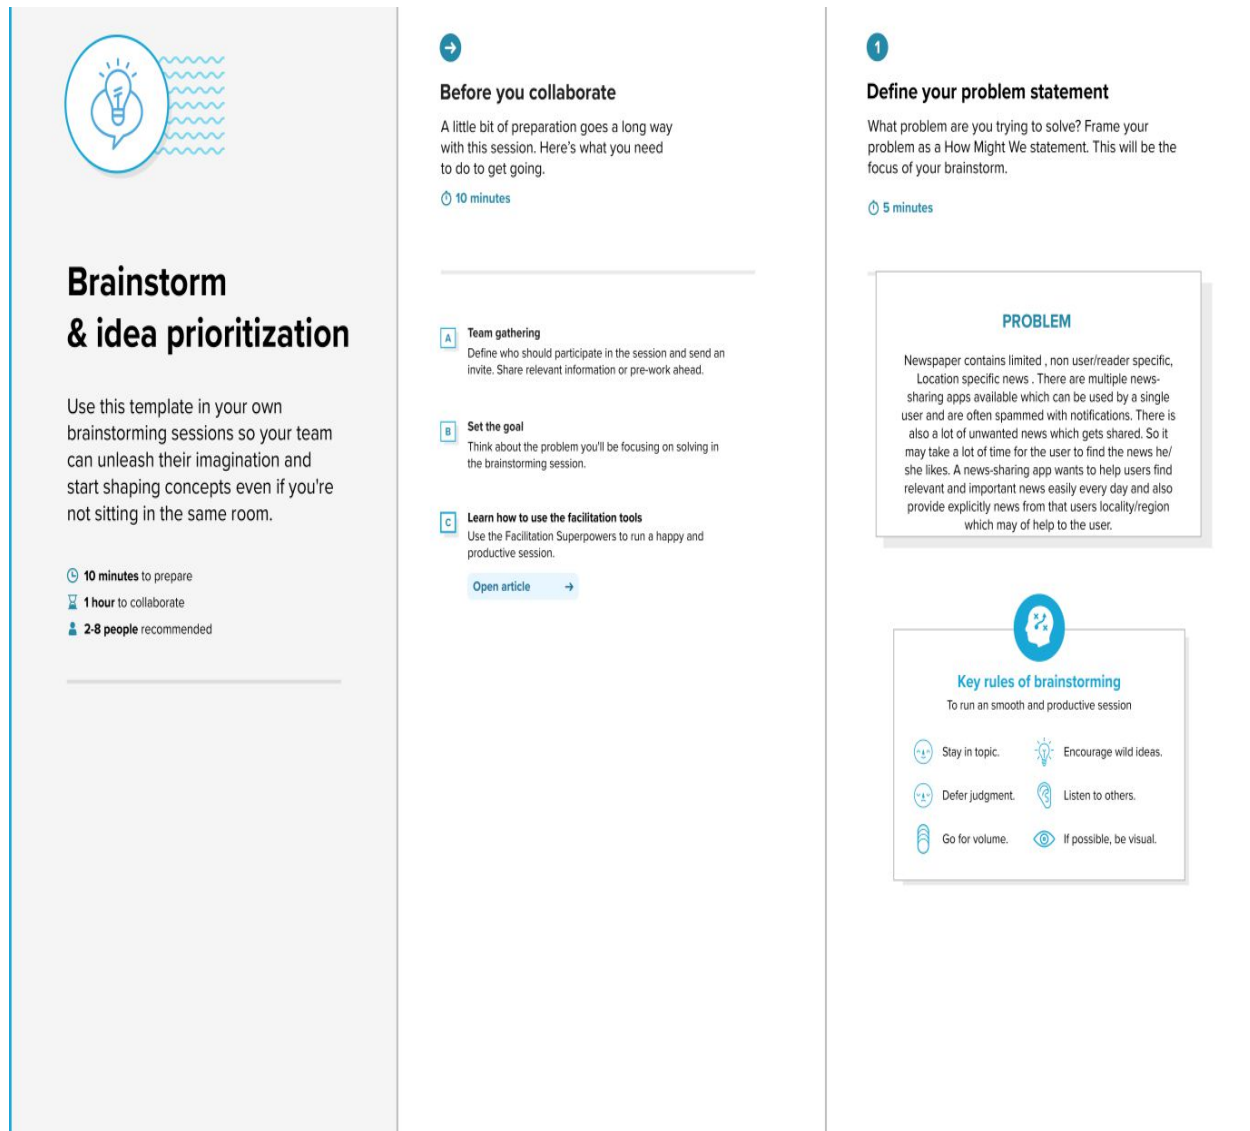 Brainstorm
& idea prioritization
Use this template in your own
brainstorming sessions so your team
can unleash their imagination and
start shaping concepts even if you're
not sitting in the same room.
10 minutes to prepare
1 hour to collaborate
2-8 people recommended
Before you collaborate
A little bit of preparation goes a long way
with this session. Here's what you need
to do to get going.
10 minutes
A
Team gathering
Define who should participate in the session and send an
invite. Share relevant information or pre-work ahead.
B
Set the goal
Think about the problem you'll be focusing on solving in
the brainstorming session.
C
Learn how to use the facilitation tools
Use the Facilitation Superpowers to run a happy and
productive session.
Open article
1
Define your problem statement
What problem are you trying to solve? Frame your
problem as a How Might We statement. This will be the
focus of your brainstorm.
5 minutes
PROBLEM
Newspaper contains limited , non user/reader specific,
Location specific news . There are multiple news-
sharing apps available which can be used by a single
user and are often spammed with notifications. There is
also a lot of unwanted news which gets shared. So it
may take a lot of time for the user to find the news he/
she likes. A news-sharing app wants to help users find
relevant and important news easily every day and also
provide explicitly news from that users locality/region
which may of help to the user.
Key rules of brainstorming
To run an smooth and productive session
Stay in topic.
Encourage wild ideas.
Defer judgment.
Listen to others.
Go for volume.
If possible, be visual.